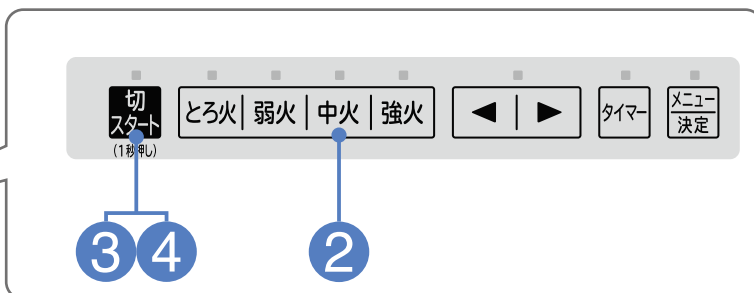 切
スタート
(1秒押し)
とろ火 弱火 中火 強火
◀ ▶
タイマー
メニュー
決定
3 4 2